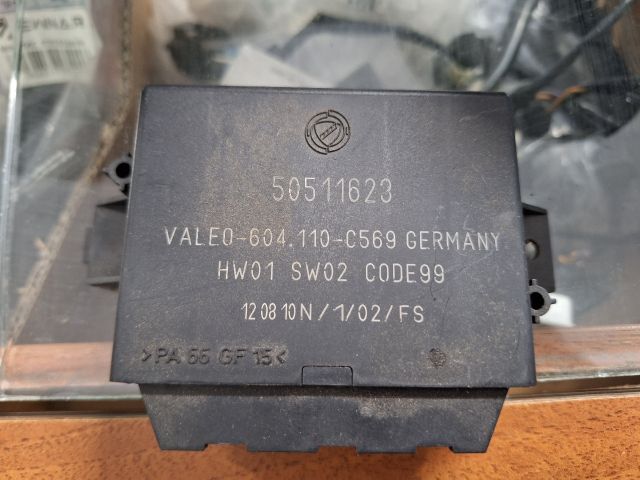 50511623
VALEO-604.110-C569 GERMANY
HW01 SW02 CODE99
12 08 10 N/1/02/FS
>PA 66 GF 15<